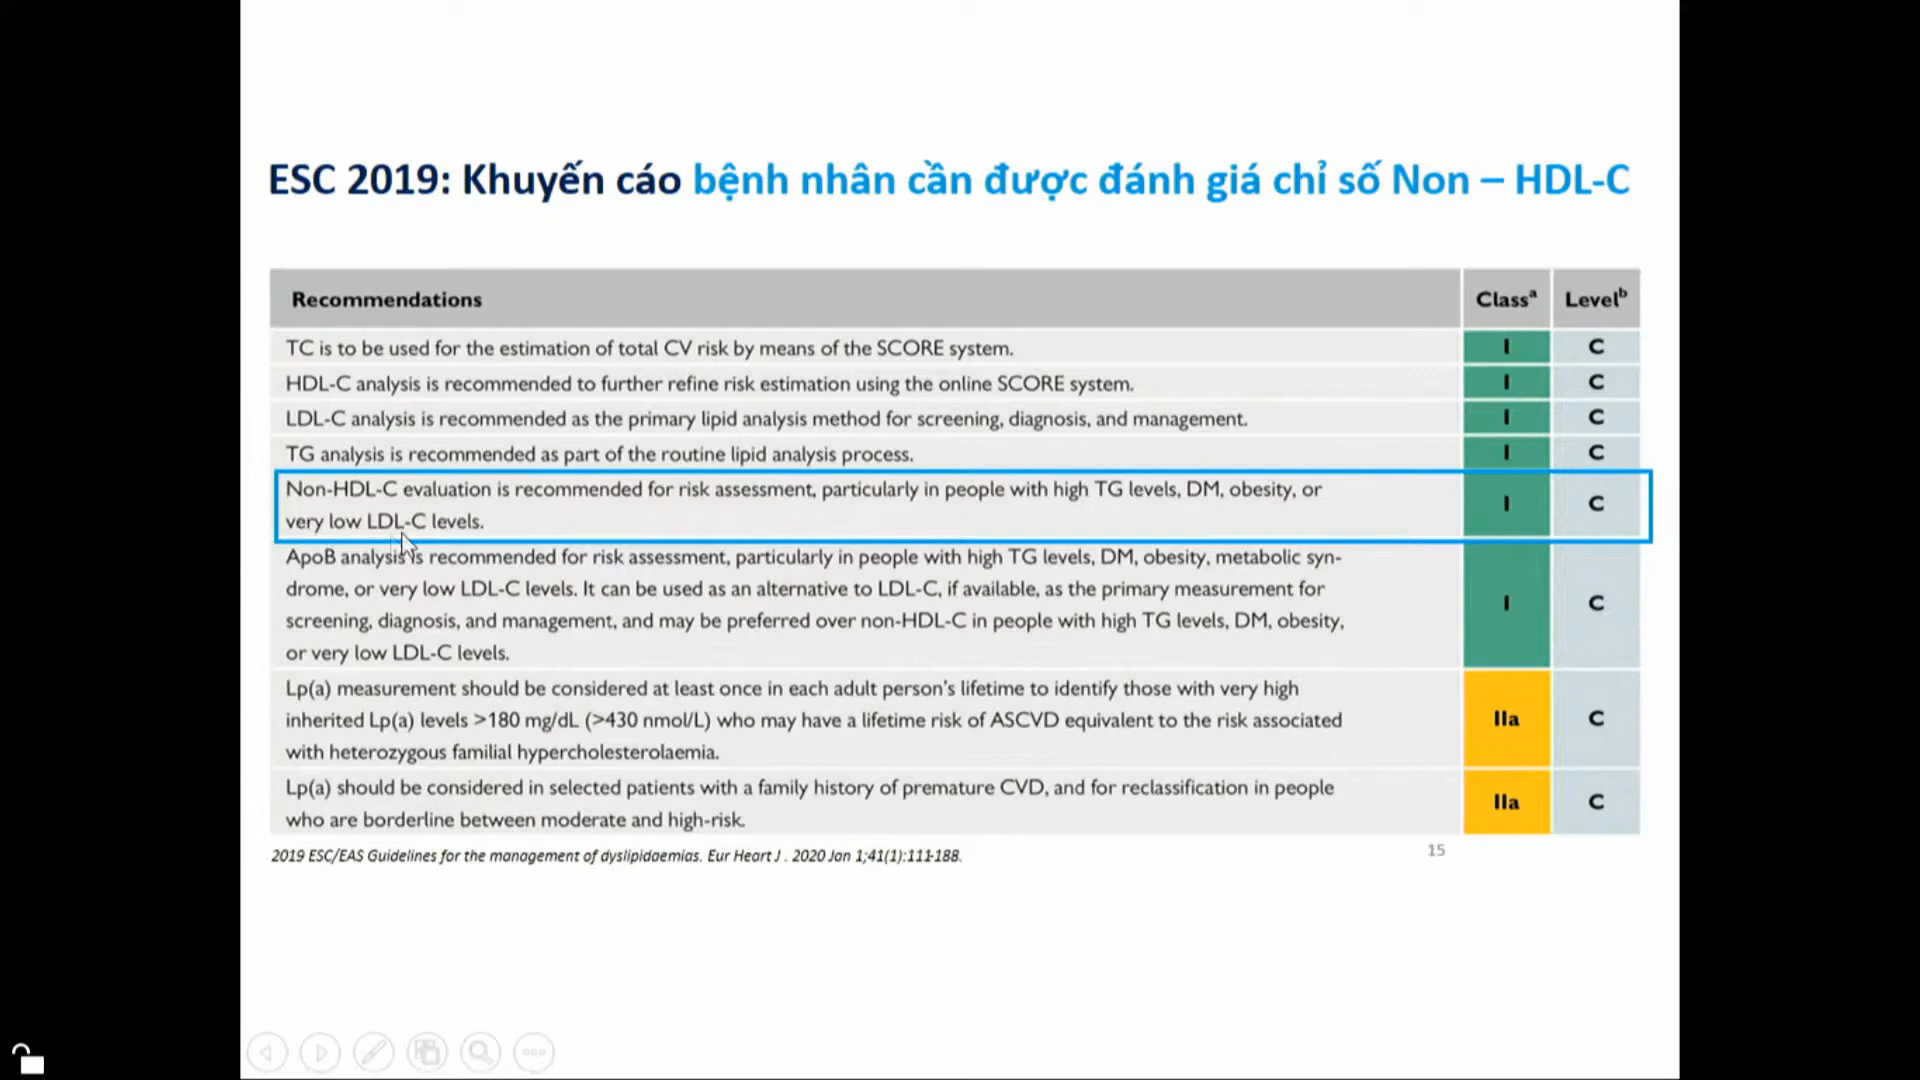 ESC 2019: Khuyến cáo bệnh nhân cần được đánh giá chỉ số Non – HDL-C
Recommendations Classᵃ Levelᵇ
TC is to be used for the estimation of total CV risk by means of the SCORE system. I C
HDL-C analysis is recommended to further refine risk estimation using the online SCORE system. I C
LDL-C analysis is recommended as the primary lipid analysis method for screening, diagnosis, and management. I C
TG analysis is recommended as part of the routine lipid analysis process. I C
Non-HDL-C evaluation is recommended for risk assessment, particularly in people with high TG levels, DM, obesity, or
very low LDL-C levels. I C
ApoB analysis is recommended for risk assessment, particularly in people with high TG levels, DM, obesity, metabolic syn-
drome, or very low LDL-C levels. It can be used as an alternative to LDL-C, if available, as the primary measurement for
screening, diagnosis, and management, and may be preferred over non-HDL-C in people with high TG levels, DM, obesity,
or very low LDL-C levels. I C
Lp(a) measurement should be considered at least once in each adult person's lifetime to identify those with very high
inherited Lp(a) levels >180 mg/dL (>430 nmol/L) who may have a lifetime risk of ASCVD equivalent to the risk associated
with heterozygous familial hypercholesterolaemia. IIa C
Lp(a) should be considered in selected patients with a family history of premature CVD, and for reclassification in people
who are borderline between moderate and high-risk. IIa C
2019 ESC/EAS Guidelines for the management of dyslipidaemias. Eur Heart J . 2020 Jan 1;41(1):111-188.
15